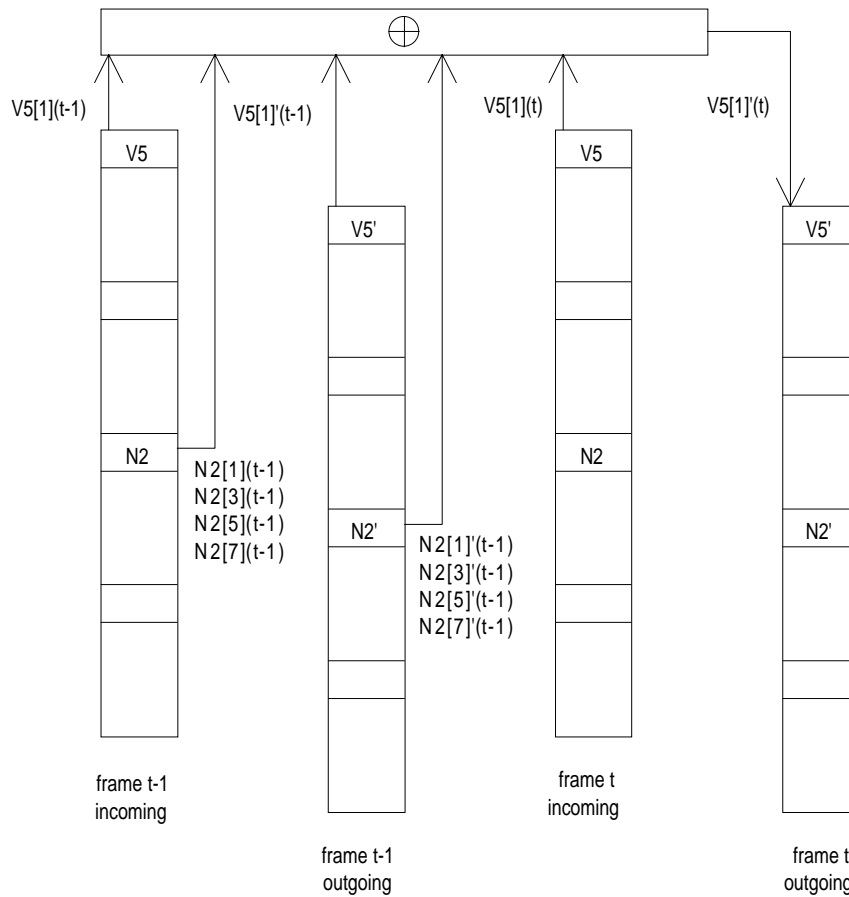 ⊕
V5[1](t-1)
V5[1]'(t-1)
V5[1](t)
V5[1]'(t)
V5
V5
V5'
V5'
N2
N2
N2[1](t-1)
N2[3](t-1)
N2[5](t-1)
N2[7](t-1)
N2'
N2'
N2[1]'(t-1)
N2[3]'(t-1)
N2[5]'(t-1)
N2[7]'(t-1)
frame t-1
incoming
frame t
incoming
frame t-1
outgoing
frame t
outgoing